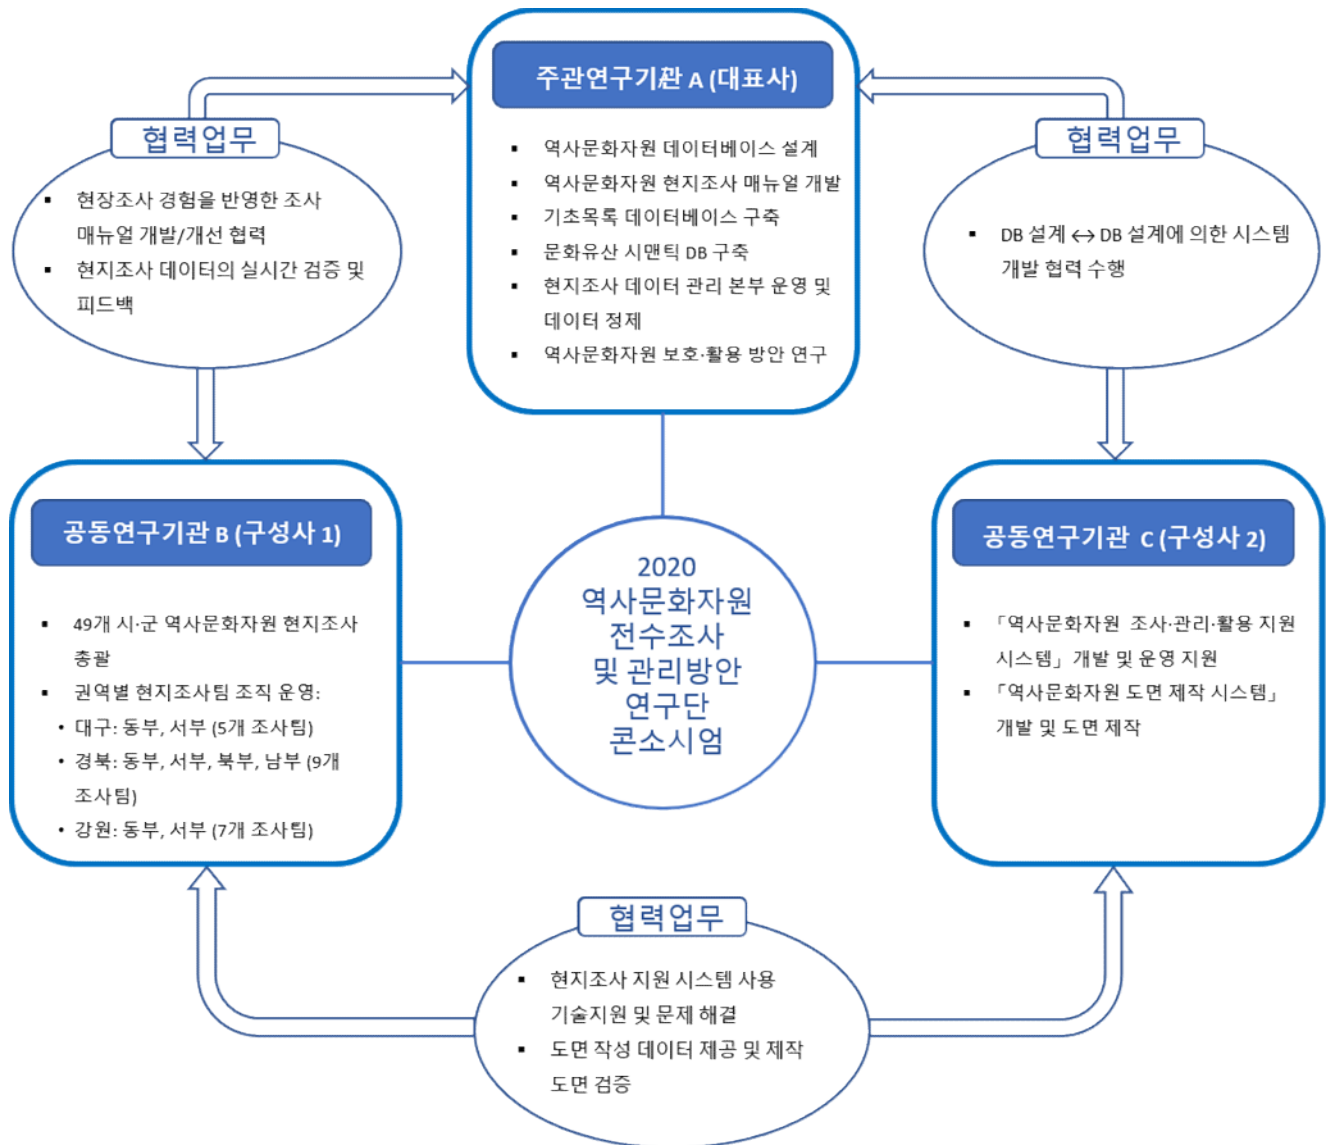 주관연구기관 A (대표사)
▪ 역사문화자원 데이터베이스 설계
▪ 역사문화자원 현지조사 매뉴얼 개발
▪ 기초목록 데이터베이스 구축
▪ 문화유산 시맨틱 DB 구축
▪ 현지조사 데이터 관리 본부 운영 및
데이터 정제
▪ 역사문화자원 보호·활용 방안 연구
협력업무
▪ 현장조사 경험을 반영한 조사
매뉴얼 개발/개선 협력
▪ 현지조사 데이터의 실시간 검증 및
피드백
협력업무
▪ DB 설계 ↔ DB 설계에 의한 시스템
개발 협력 수행
공동연구기관 B (구성사 1)
▪ 49개 시·군 역사문화자원 현지조사
총괄
▪ 권역별 현지조사팀 조직 운영:
• 대구: 동부, 서부 (5개 조사팀)
• 경북: 동부, 서부, 북부, 남부 (9개
조사팀)
• 강원: 동부, 서부 (7개 조사팀)
2020
역사문화자원
전수조사
및 관리방안
연구단
콘소시엄
공동연구기관 C (구성사 2)
▪ 「역사문화자원 조사·관리·활용 지원
시스템」 개발 및 운영 지원
▪ 「역사문화자원 도면 제작 시스템」
개발 및 도면 제작
협력업무
▪ 현지조사 지원 시스템 사용
기술지원 및 문제 해결
▪ 도면 작성 데이터 제공 및 제작
도면 검증